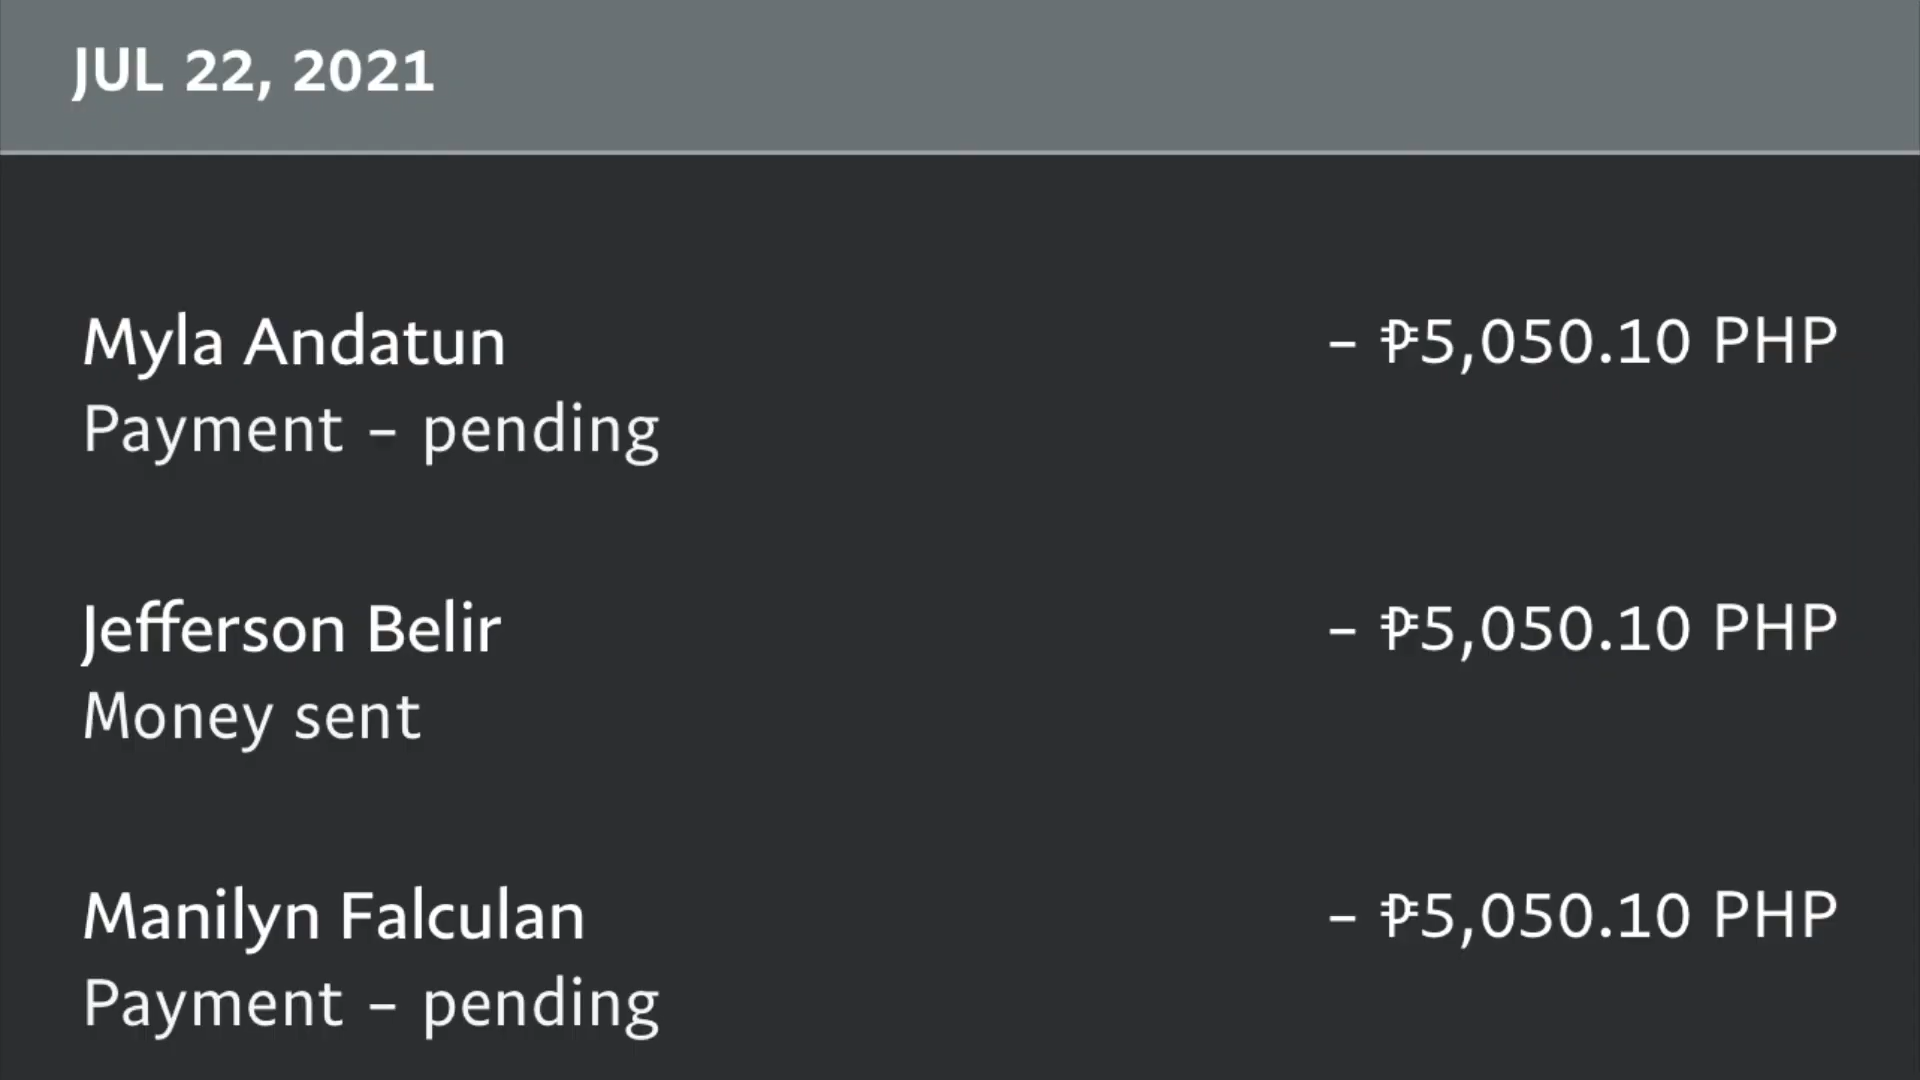 JUL 22, 2021
Myla Andatun
– ₱5,050.10 PHP
Payment – pending
Jefferson Belir
– ₱5,050.10 PHP
Money sent
Manilyn Falculan
– ₱5,050.10 PHP
Payment – pending